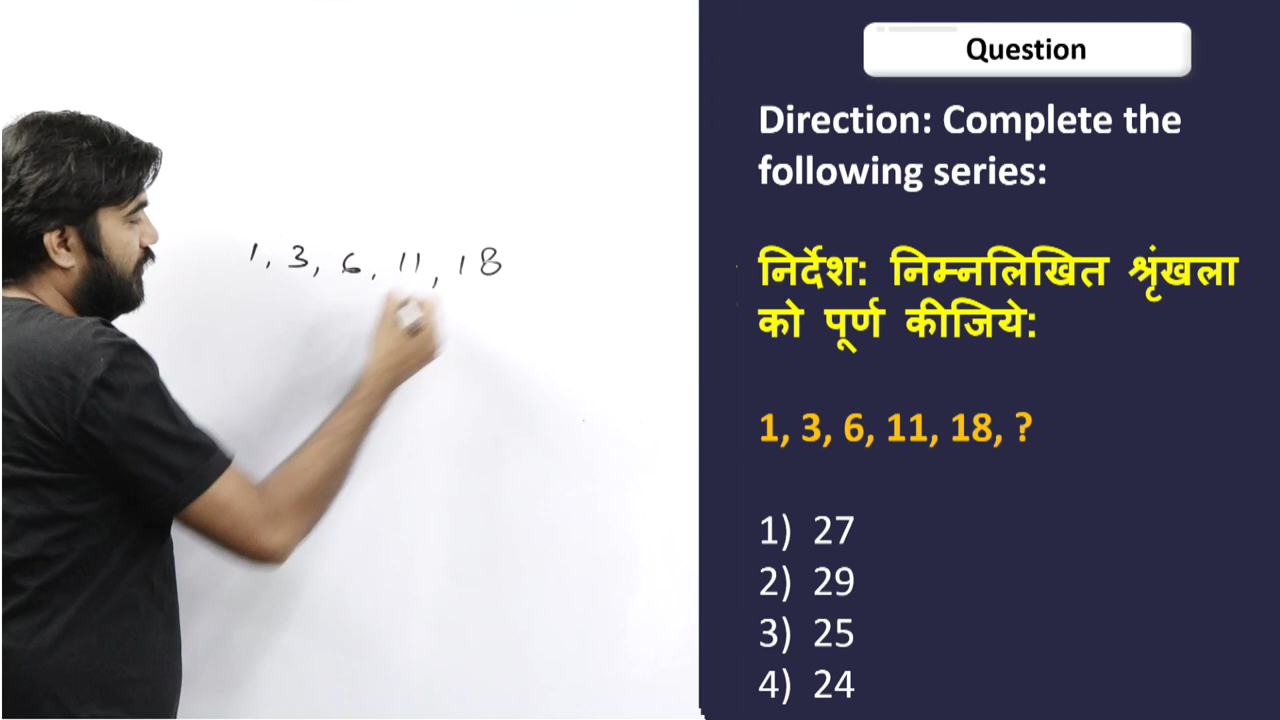 1, 3, 6, 11, 18
Question
Direction: Complete the
following series:
निर्देश: निम्नलिखित श्रृंखला
को पूर्ण कीजिये:
1, 3, 6, 11, 18, ?
1) 27
2) 29
3) 25
4) 24